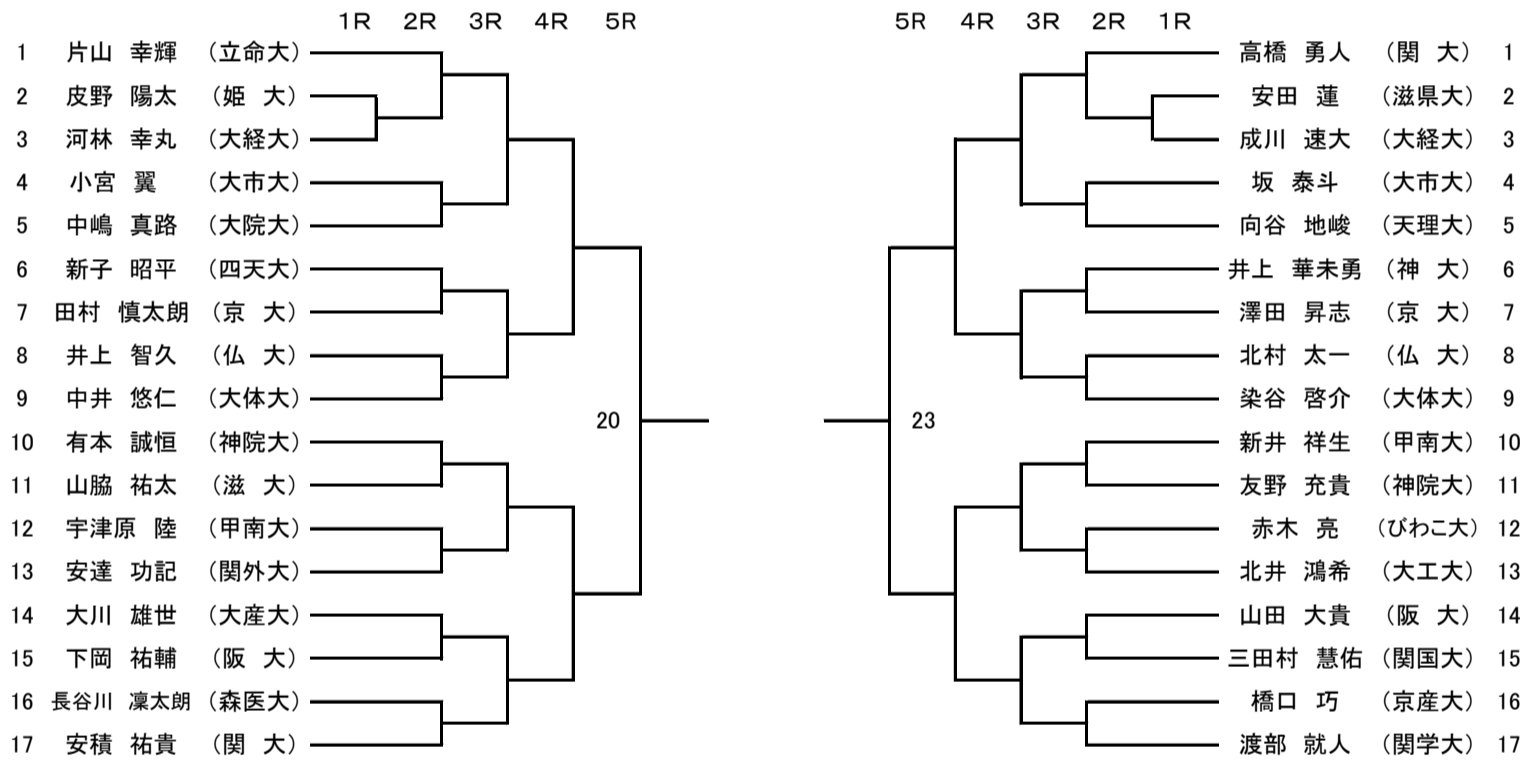 1R 2R 3R 4R 5R 5R 4R 3R 2R 1R
1 片山 幸輝 (立命大) 高橋 勇人 (関 大) 1
2 皮野 陽太 (姫 大) 安田 蓮 (滋県大) 2
3 河林 幸丸 (大経大) 成川 速大 (大経大) 3
4 小宮 翼 (大市大) 坂 泰斗 (大市大) 4
5 中嶋 真路 (大院大) 向谷 地峻 (天理大) 5
6 新子 昭平 (四天大) 井上 華未勇 (神 大) 6
7 田村 慎太朗 (京 大) 澤田 昇志 (京 大) 7
8 井上 智久 (仏 大) 北村 太一 (仏 大) 8
9 中井 悠仁 (大体大) 染谷 啓介 (大体大) 9
20 23
10 有本 誠恒 (神院大) 新井 祥生 (甲南大) 10
11 山脇 祐太 (滋 大) 友野 充貴 (神院大) 11
12 宇津原 陸 (甲南大) 赤木 亮 (びわこ大) 12
13 安達 功記 (関外大) 北井 鴻希 (大工大) 13
14 大川 雄世 (大産大) 山田 大貴 (阪 大) 14
15 下岡 祐輔 (阪 大) 三田村 慧佑 (関国大) 15
16 長谷川 凜太朗 (森医大) 橋口 巧 (京産大) 16
17 安積 祐貴 (関 大) 渡部 就人 (関学大) 17